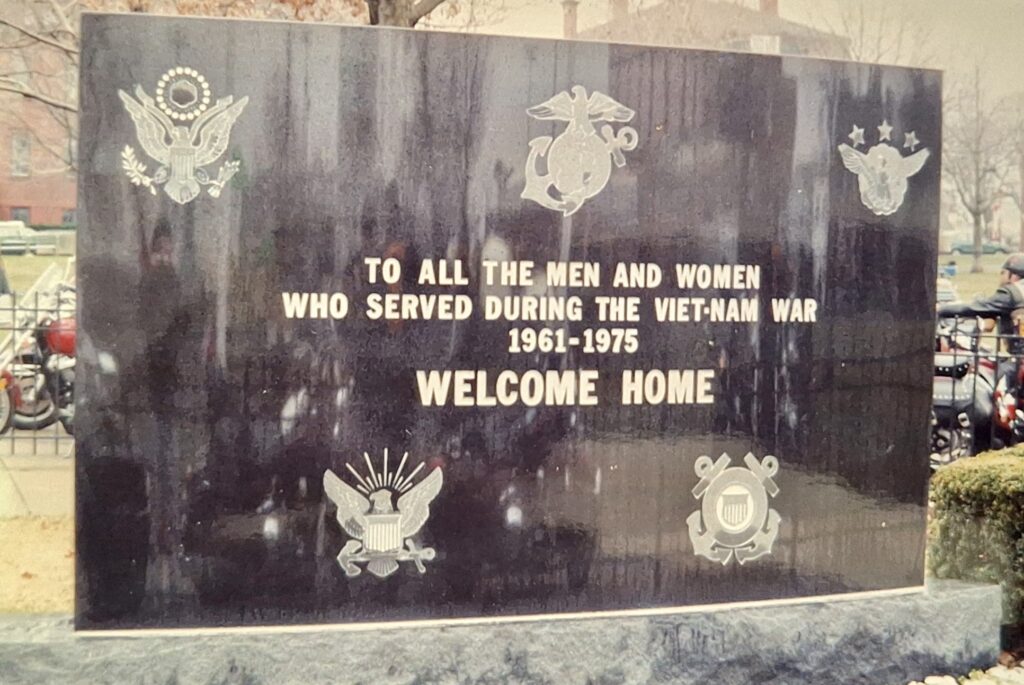 TO ALL THE MEN AND WOMEN
WHO SERVED DURING THE VIET-NAM WAR
1961-1975
WELCOME HOME